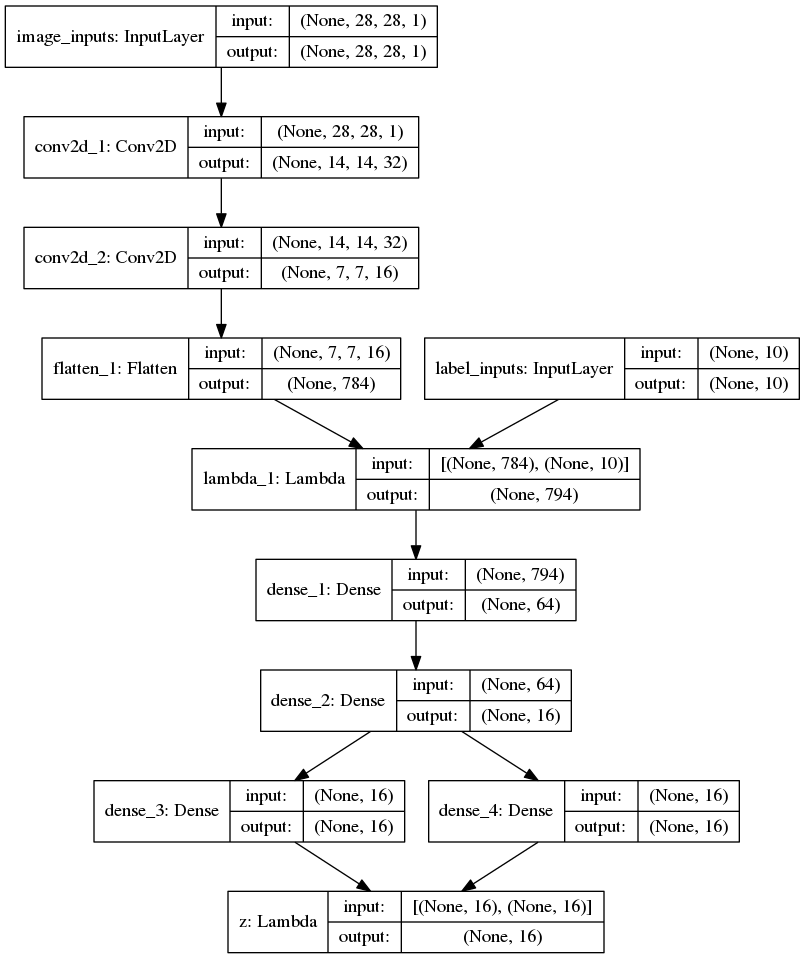 image_inputs: InputLayer
input: (None, 28, 28, 1)
output: (None, 28, 28, 1)
conv2d_1: Conv2D
input: (None, 28, 28, 1)
output: (None, 14, 14, 32)
conv2d_2: Conv2D
input: (None, 14, 14, 32)
output: (None, 7, 7, 16)
flatten_1: Flatten
input: (None, 7, 7, 16)
output: (None, 784)
label_inputs: InputLayer
input: (None, 10)
output: (None, 10)
lambda_1: Lambda
input: [(None, 784), (None, 10)]
output: (None, 794)
dense_1: Dense
input: (None, 794)
output: (None, 64)
dense_2: Dense
input: (None, 64)
output: (None, 16)
dense_3: Dense
input: (None, 16)
output: (None, 16)
dense_4: Dense
input: (None, 16)
output: (None, 16)
z: Lambda
input: [(None, 16), (None, 16)]
output: (None, 16)